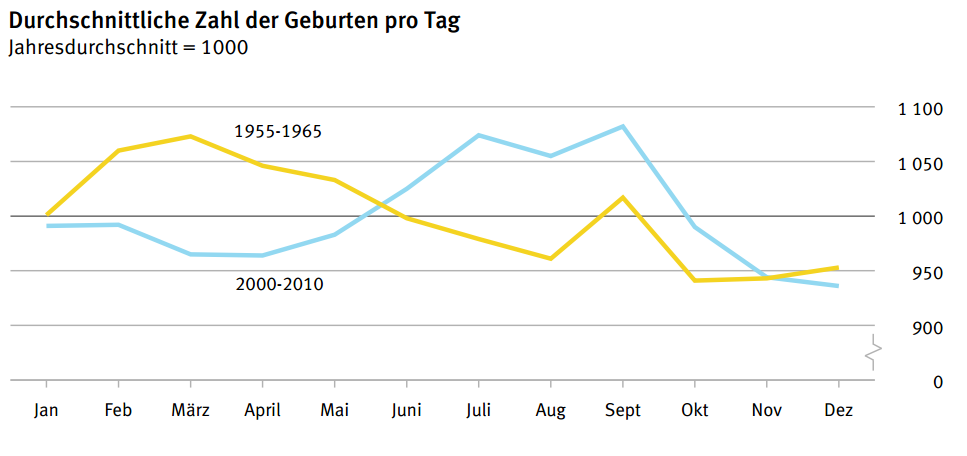 Durchschnittliche Zahl der Geburten pro Tag
Jahresdurchschnitt = 1000
1 100
1955-1965
1 050
1 000
950
2000-2010
900
0
Jan Feb März April Mai Juni Juli Aug Sept Okt Nov Dez